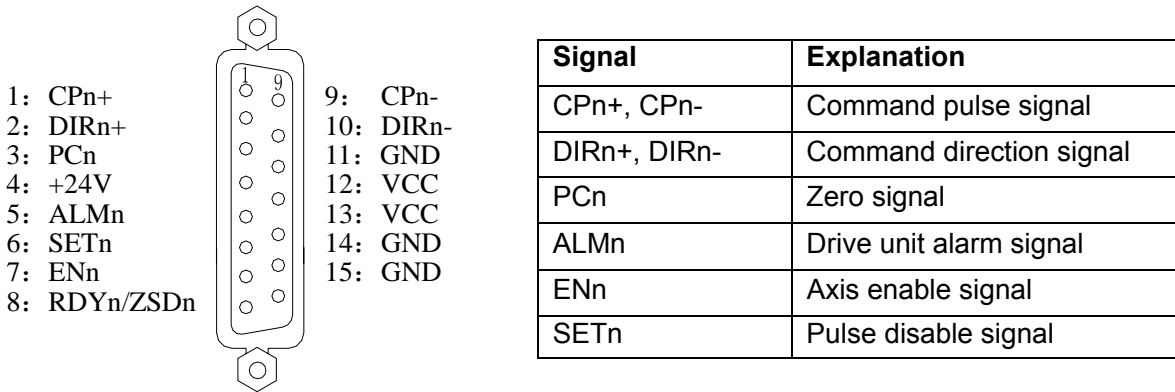 1：CPn+
2：DIRn+
3：PCn
4：+24V
5：ALMn
6：SETn
7：ENn
8：RDYn/ZSDn
1
9
9： CPn-
10：DIRn-
11：GND
12：VCC
13：VCC
14：GND
15：GND
Signal Explanation
CPn+, CPn- Command pulse signal
DIRn+, DIRn- Command direction signal
PCn Zero signal
ALMn Drive unit alarm signal
ENn Axis enable signal
SETn Pulse disable signal